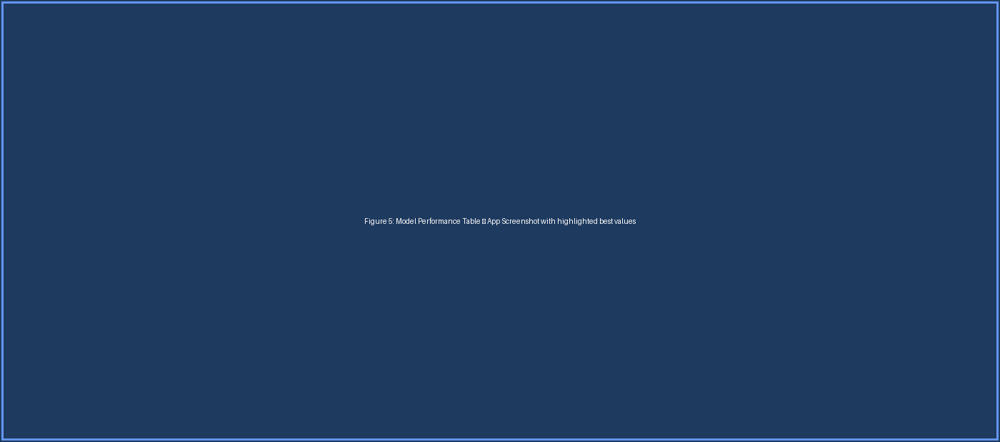 Figure 5: Model Performance Table � App Screenshot with highlighted best values